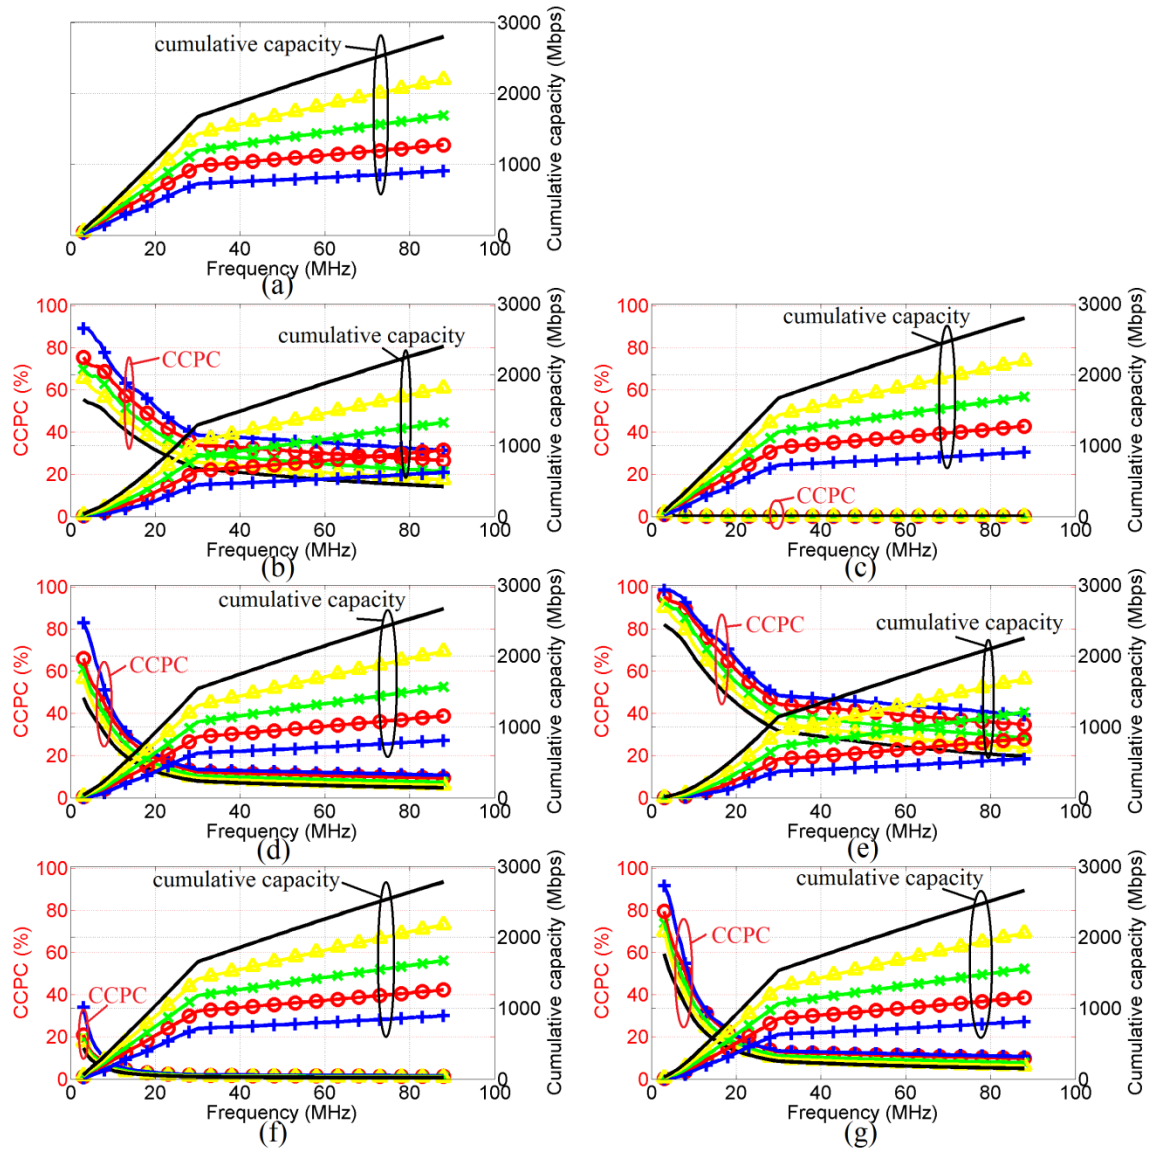 3000
2000
1000
0
Cumulative capacity (Mbps)
cumulative capacity
0 20 40 60 80 100
Frequency (MHz)
(a)
100
80
60
40
20
0
CCPC (%)
CCPC
cumulative capacity
3000
2000
1000
0
Cumulative capacity (Mbps)
0 20 40 60 80 100
Frequency (MHz)
(b)
100
80
60
40
20
0
CCPC (%)
cumulative capacity
CCPC
3000
2000
1000
0
Cumulative capacity (Mbps)
0 20 40 60 80 100
Frequency (MHz)
(c)
100
80
60
40
20
0
CCPC (%)
cumulative capacity
CCPC
3000
2000
1000
0
Cumulative capacity (Mbps)
0 20 40 60 80 100
Frequency (MHz)
(d)
100
80
60
40
20
0
CCPC (%)
CCPC
cumulative capacity
3000
2000
1000
0
Cumulative capacity (Mbps)
0 20 40 60 80 100
Frequency (MHz)
(e)
100
80
60
40
20
0
CCPC (%)
cumulative capacity
CCPC
3000
2000
1000
0
Cumulative capacity (Mbps)
0 20 40 60 80 100
Frequency (MHz)
(f)
100
80
60
40
20
0
CCPC (%)
cumulative capacity
CCPC
3000
2000
1000
0
Cumulative capacity (Mbps)
0 20 40 60 80 100
Frequency (MHz)
(g)